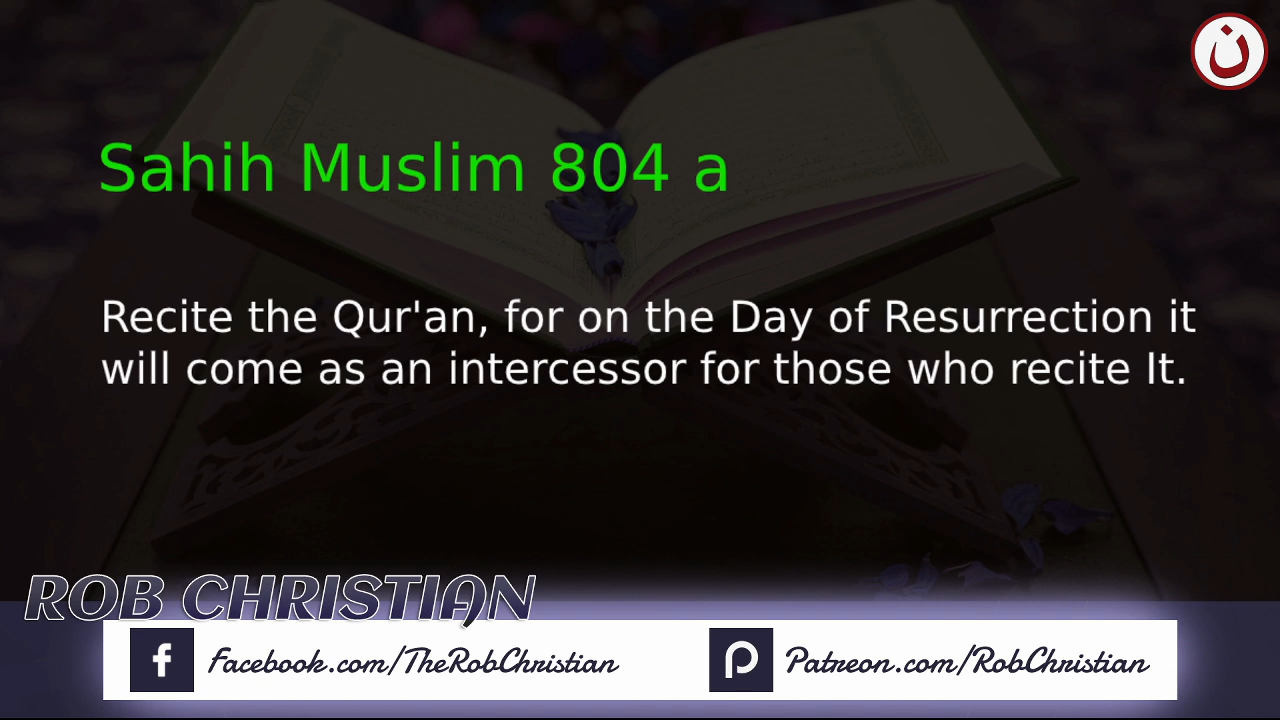 ن
Sahih Muslim 804 a
Recite the Qur'an, for on the Day of Resurrection it
will come as an intercessor for those who recite It.
ROB CHRISTIAN
Facebook.com/TheRobChristian
Patreon.com/RobChristian